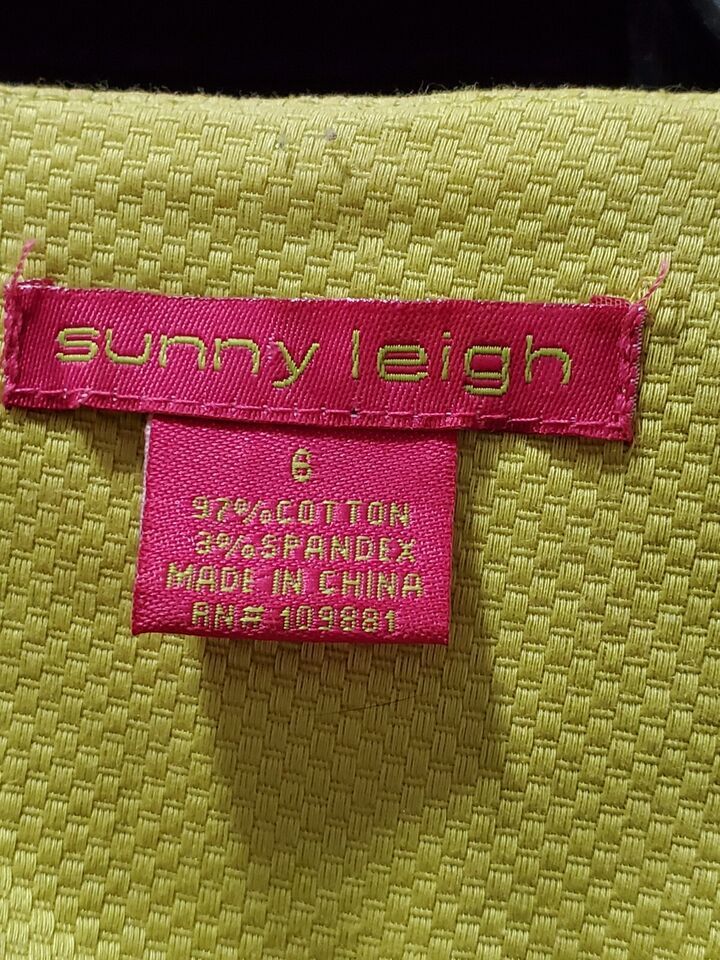 sunny leigh
6
97%COTTON
3%SPANDEX
MADE IN CHINA
RN# 109881